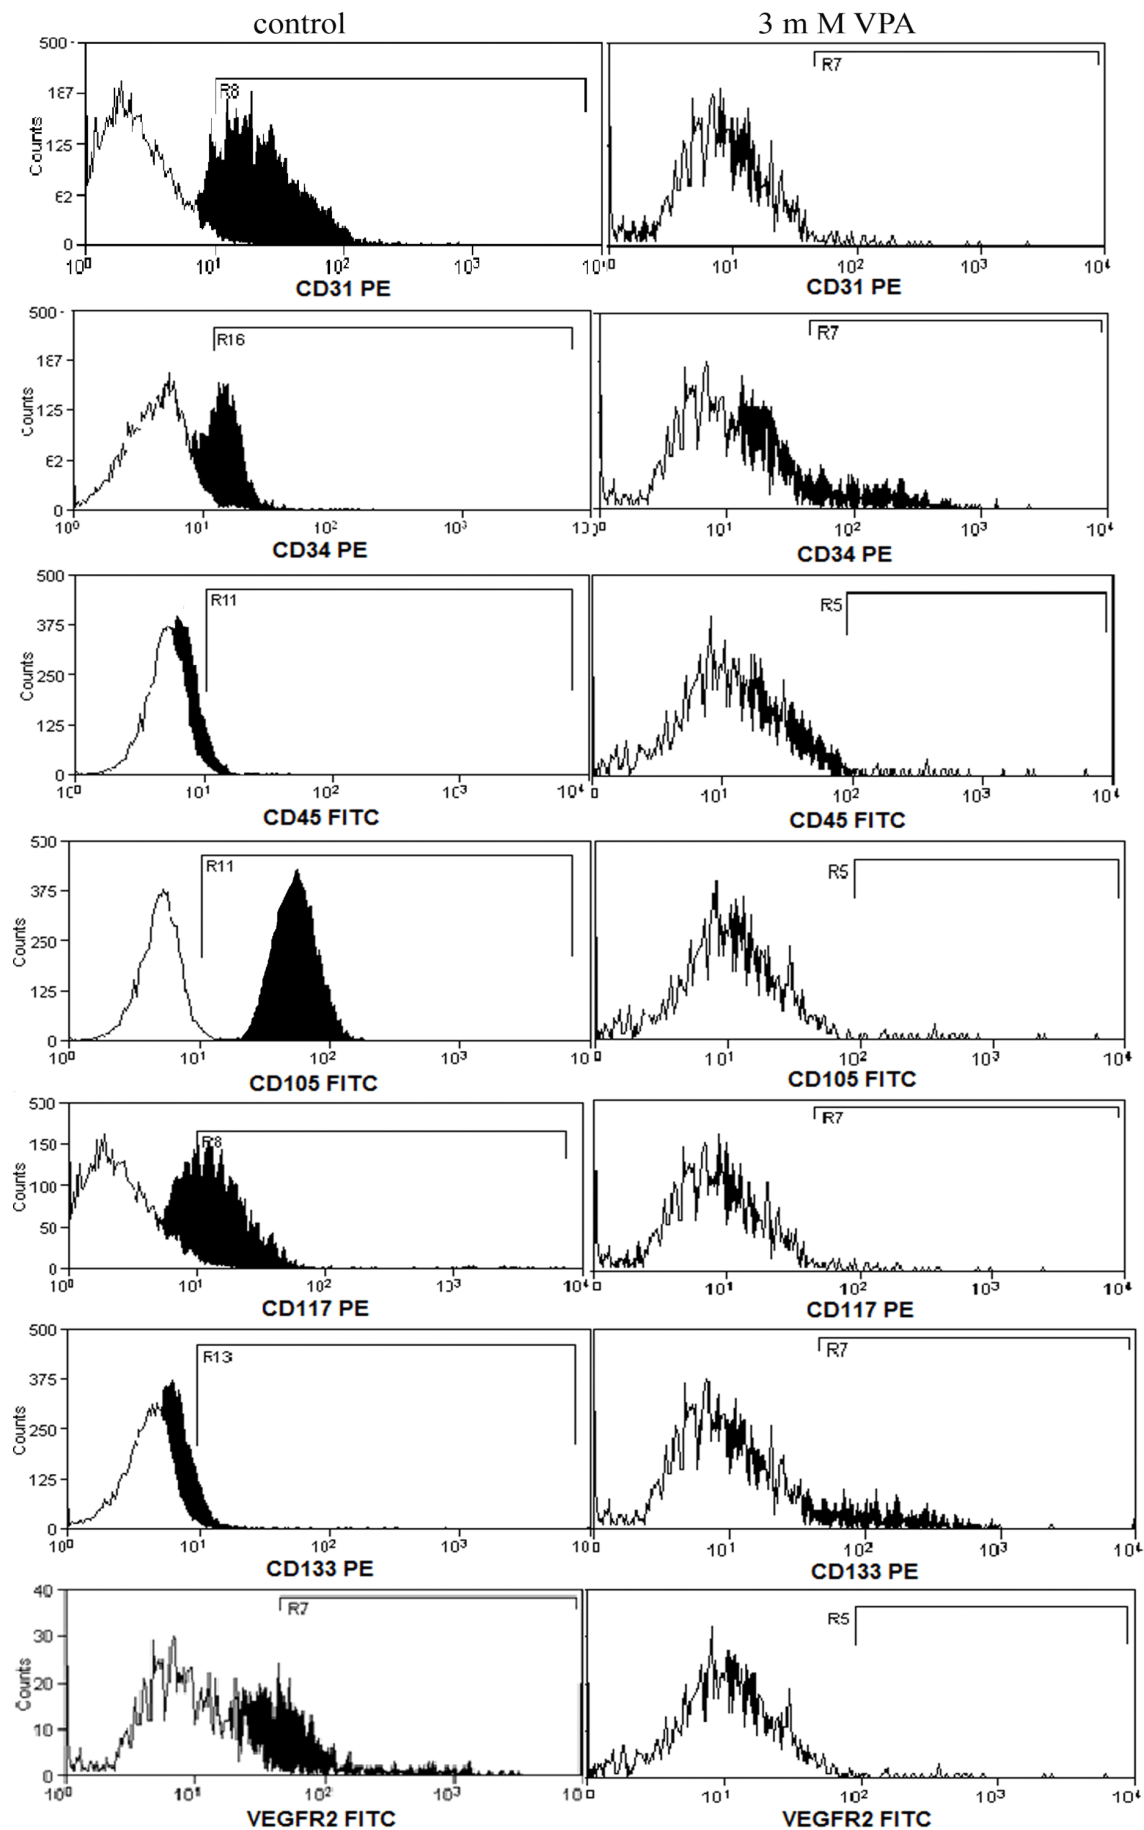 control 3 m M VPA
500
1E7
125
E2
0
Counts
R8
10⁰ 10¹ 10² 10³
CD31 PE
R7
10¹ 10² 10³ 10⁴
CD31 PE
500
1E7
125
E2
0
Counts
R16
10⁰ 10¹ 10² 10³
CD34 PE
R7
10¹ 10² 10³ 10⁴
CD34 PE
500
375
250
125
0
Counts
R11
10⁰ 10¹ 10² 10³ 10⁴
CD45 FITC
R5
10¹ 10² 10³ 10⁴
CD45 FITC
500
375
250
125
0
Counts
R11
10⁰ 10¹ 10² 10³
CD105 FITC
R5
10¹ 10² 10³ 10⁴
CD105 FITC
500
150
100
50
0
Counts
R8
10⁰ 10¹ 10² 10³ 10⁴
CD117 PE
R7
10¹ 10² 10³ 10⁴
CD117 PE
500
375
250
125
0
Counts
R13
10⁰ 10¹ 10² 10³
CD133 PE
R7
10¹ 10² 10³ 10⁴
CD133 PE
40
30
20
10
0
Counts
R7
10⁰ 10¹ 10² 10³
VEGFR2 FITC
R5
10¹ 10² 10³ 10⁴
VEGFR2 FITC